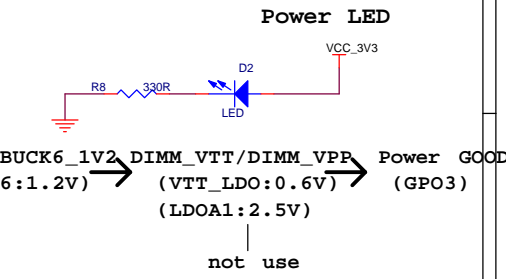 Power LED
VCC_3V3
D2
R8 330R
LED
BUCK6_1V2 DIMM_VTT/DIMM_VPP Power GOOD
6:1.2V) (VTT_LDO:0.6V) (GPO3)
(LDOA1:2.5V)
not use